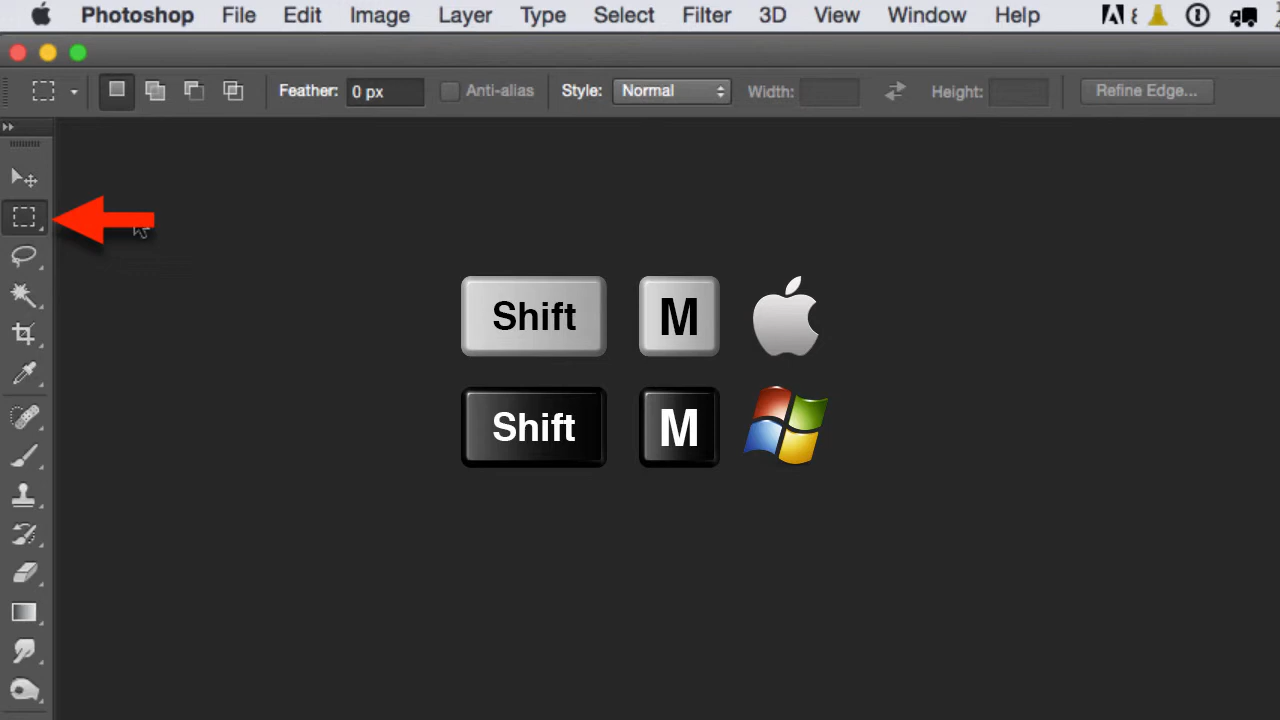 Photoshop File Edit Image Layer Type Select Filter 3D View Window Help
Feather: 0 px Anti-alias Style: Normal Width: Height: Refine Edge...
Shift M
Shift M